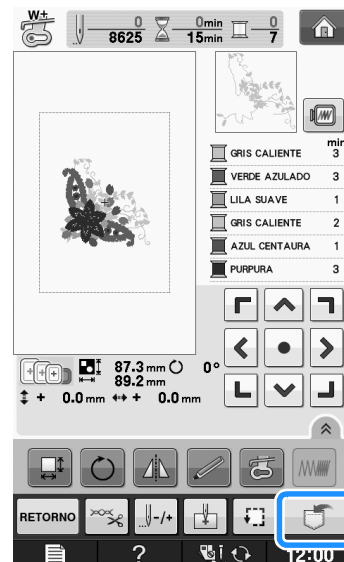 W+
0 0min 0
8625 15min 7
min
GRIS CALIENTE 3
VERDE AZULADO 3
LILA SUAVE 1
GRIS CALIENTE 2
AZUL CENTAURA 1
PURPURA 3
87.3 mm 0°
89.2 mm
+ 0.0 mm + 0.0 mm
RETORNO -/+
? 12:00